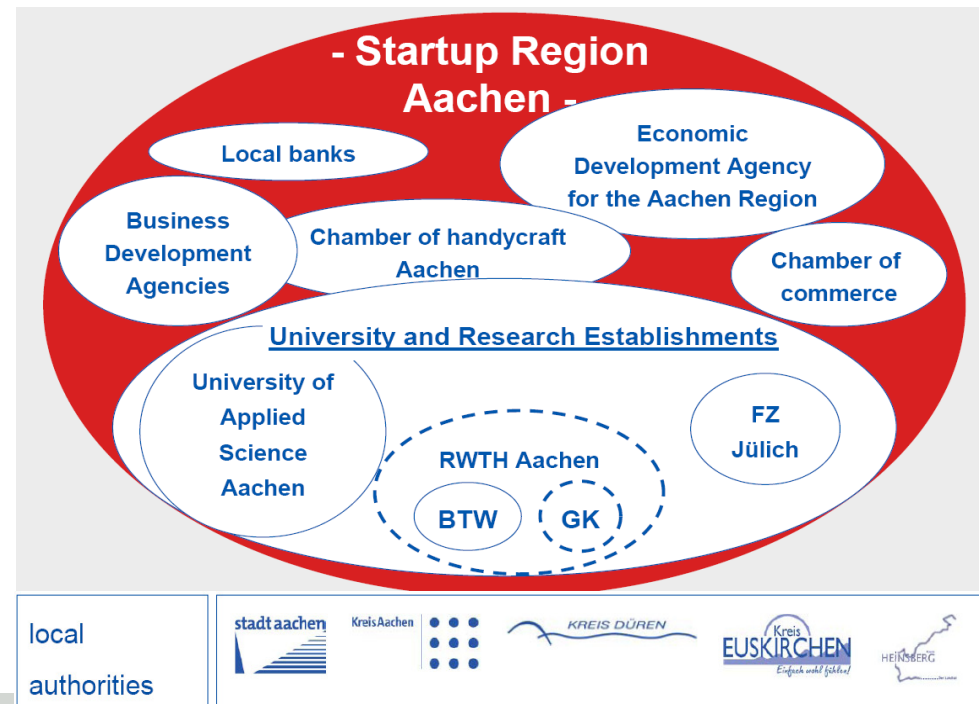 - Startup Region
Aachen -
Local banks
Economic
Development Agency
for the Aachen Region
Business
Development
Agencies
Chamber of handycraft
Aachen
Chamber of
commerce
University and Research Establishments
University of
Applied
Science
Aachen
FZ
Jülich
RWTH Aachen
BTW
GK
local
authorities
stadt aachen
Kreis Aachen
KREIS DÜREN
Kreis
EUSKIRCHEN
Einfach wohl fühlen!
HEINSBERG